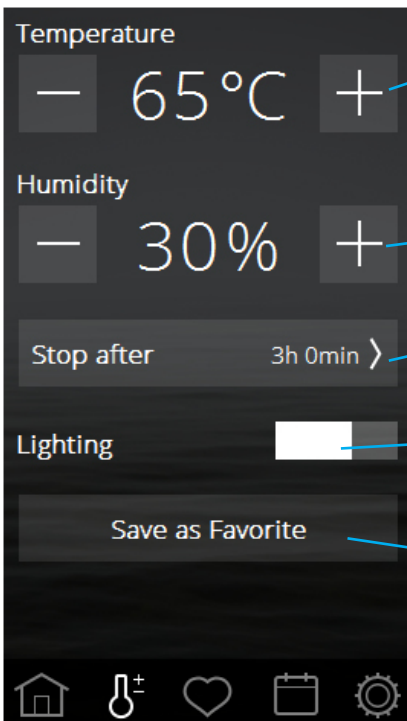 Temperature
65°C
Humidity
30%
Stop after 3h 0min
Lighting
Save as Favorite